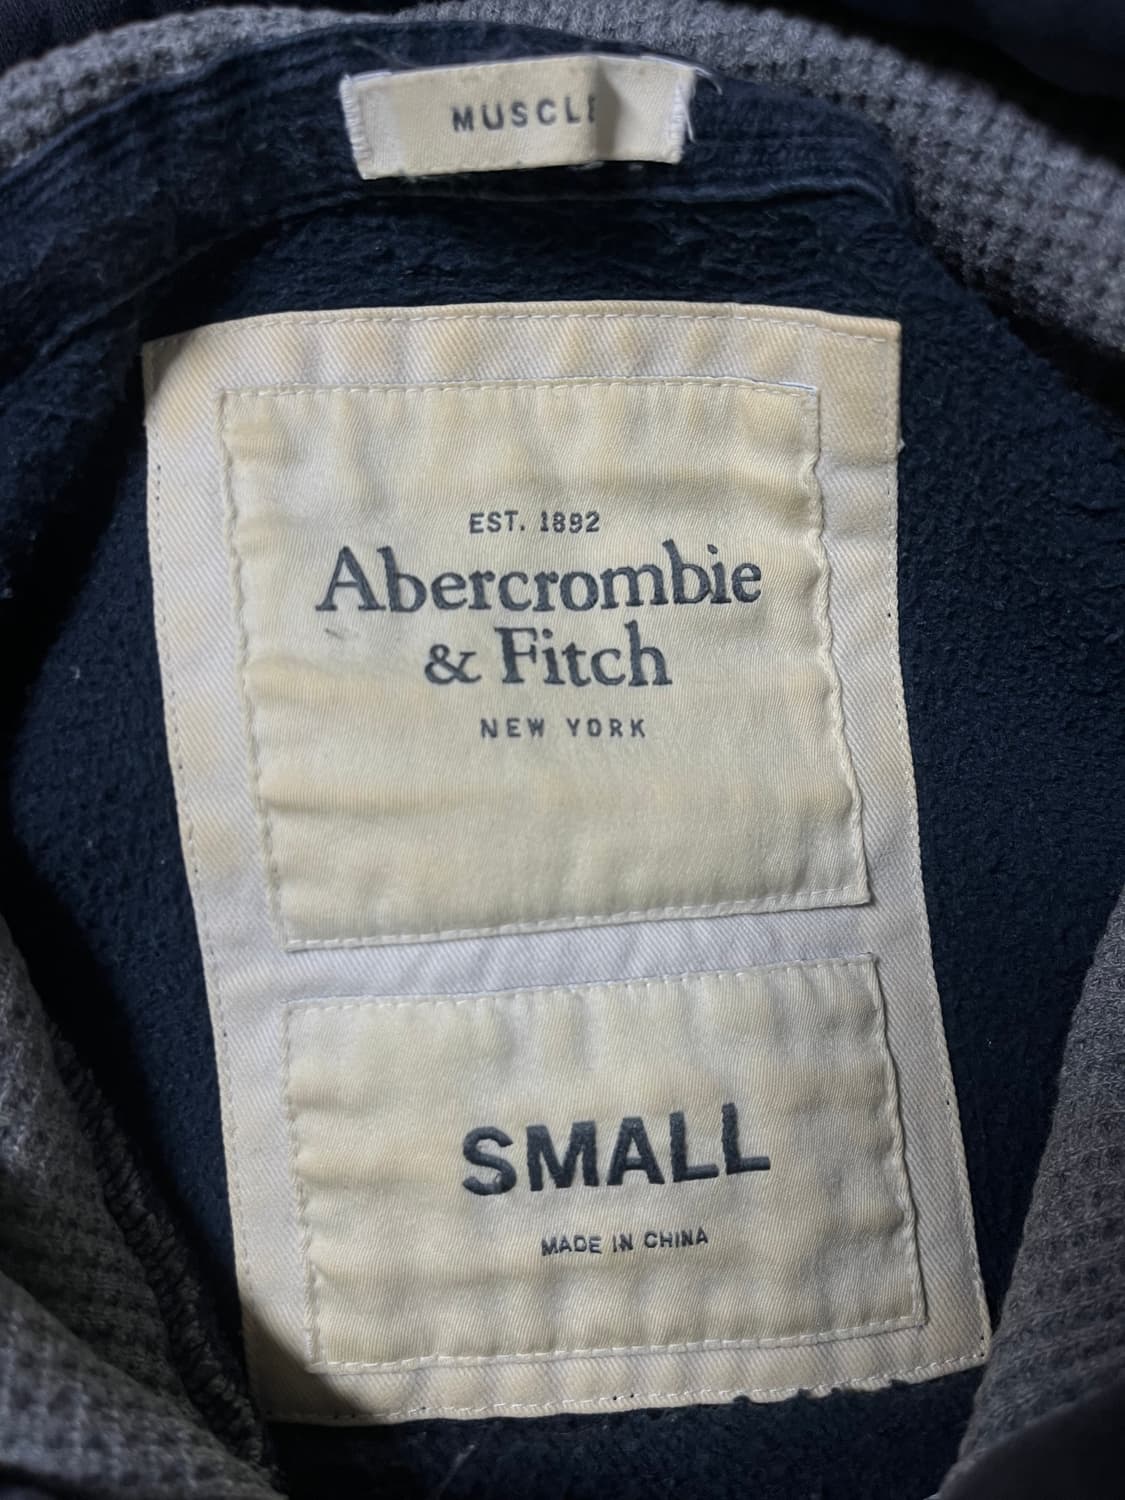 MUSCLE
EST. 1892
Abercrombie
& Fitch
NEW YORK
SMALL
MADE IN CHINA